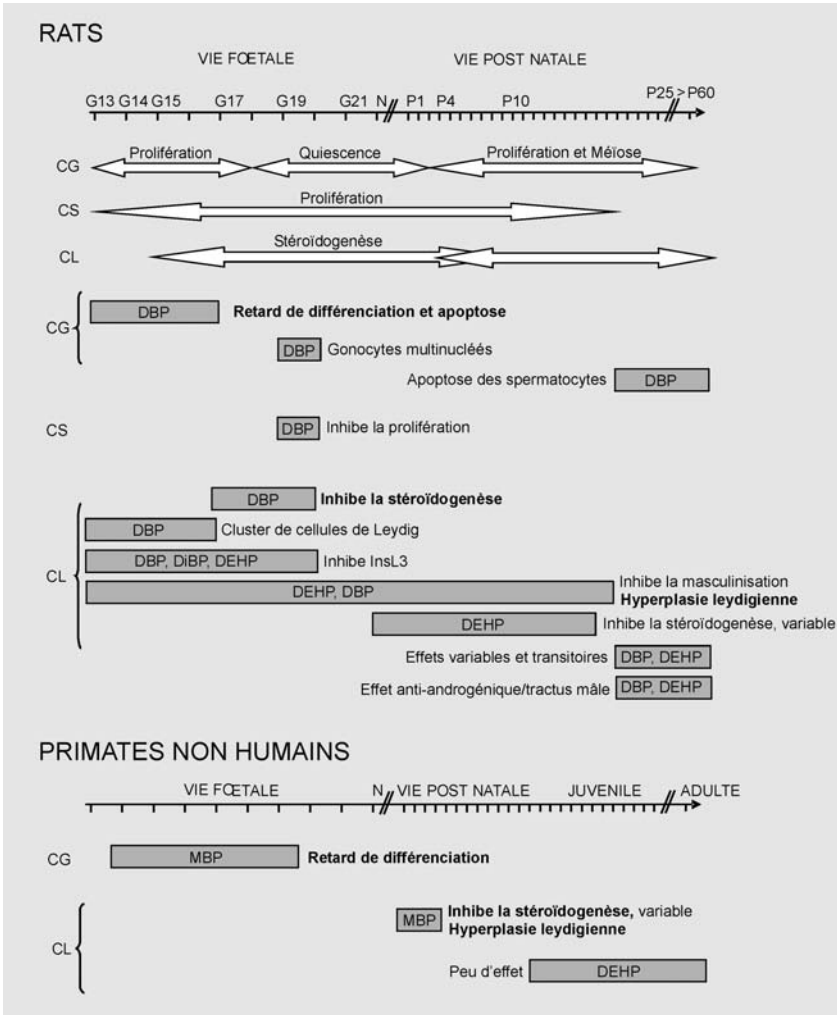 RATS
VIE FŒTALE VIE POST NATALE
G13 G14 G15 G17 G19 G21 N P1 P4 P10 P25 > P60
CG Prolifération Quiescence Prolifération et Méïose
CS Prolifération
CL Stéroïdogenèse
CG
DBP Retard de différenciation et apoptose
DBP Gonocytes multinucléés
Apoptose des spermatocytes DBP
CS DBP Inhibe la prolifération
CL
DBP Inhibe la stéroïdogenèse
DBP Cluster de cellules de Leydig
DBP, DiBP, DEHP Inhibe InsL3
DEHP, DBP Inhibe la masculinisation
Hyperplasie leydigienne
DEHP Inhibe la stéroïdogenèse, variable
Effets variables et transitoires DBP, DEHP
Effet anti-androgénique/tractus mâle DBP, DEHP
PRIMATES NON HUMAINS
VIE FŒTALE N VIE POST NATALE JUVENILE ADULTE
CG MBP Retard de différenciation
CL
MBP Inhibe la stéroïdogenèse, variable
Hyperplasie leydigienne
Peu d'effet DEHP